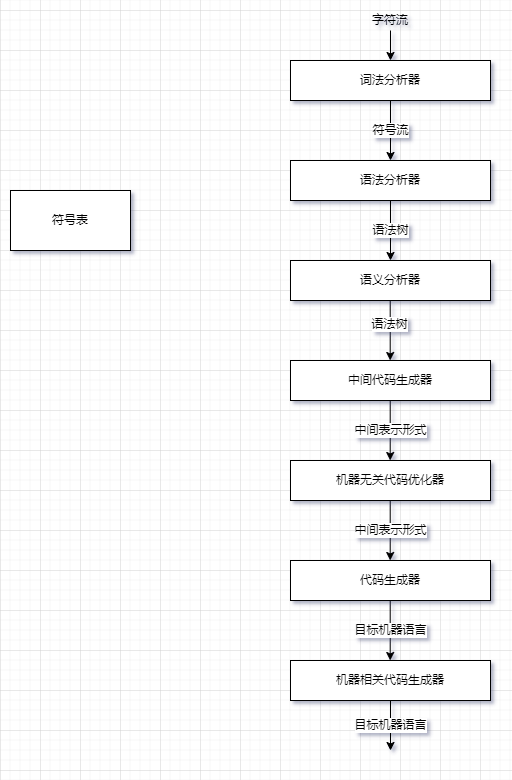 字符流
词法分析器
符号流
语法分析器
符号表
语法树
语义分析器
语法树
中间代码生成器
中间表示形式
机器无关代码优化器
中间表示形式
代码生成器
目标机器语言
机器相关代码生成器
目标机器语言